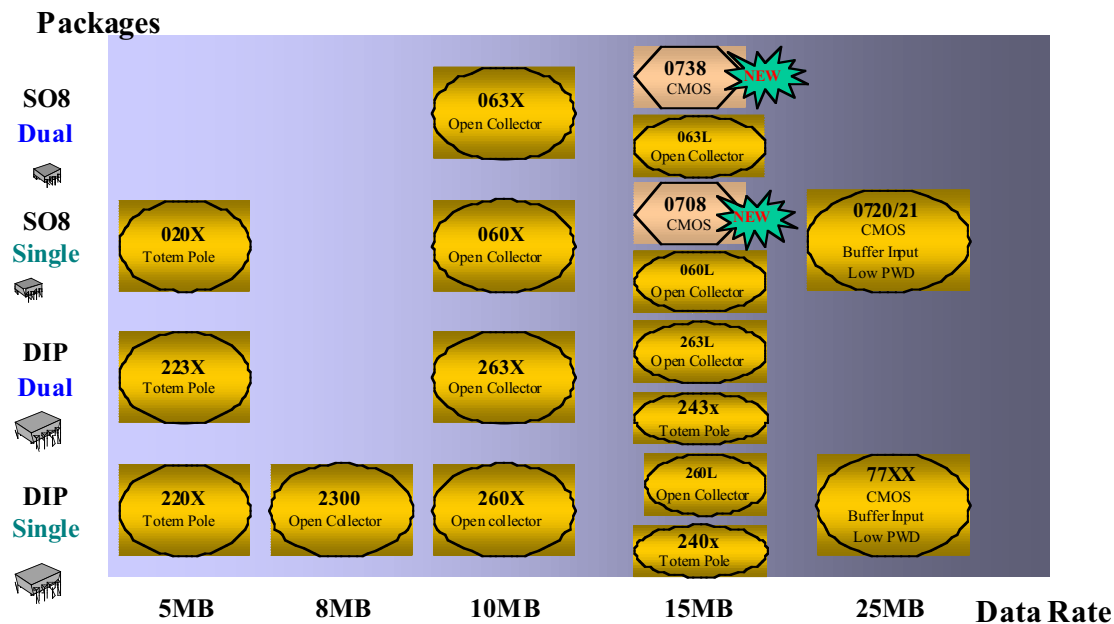 Packages
SO8
Dual
063X
Open Collector
0738
CMOS
NEW
063L
Open Collector
SO8
Single
020X
Totem Pole
060X
Open Collector
0708
CMOS
NEW
060L
Open Collector
0720/21
CMOS
Buffer Input
Low PWD
DIP
Dual
223X
Totem Pole
263X
Open Collector
263L
Open Collector
243x
Totem Pole
DIP
Single
220X
Totem Pole
2300
Open Collector
260X
Open collector
260L
Open Collector
240x
Totem Pole
77XX
CMOS
Buffer Input
Low PWD
5MB 8MB 10MB 15MB 25MB Data Rate